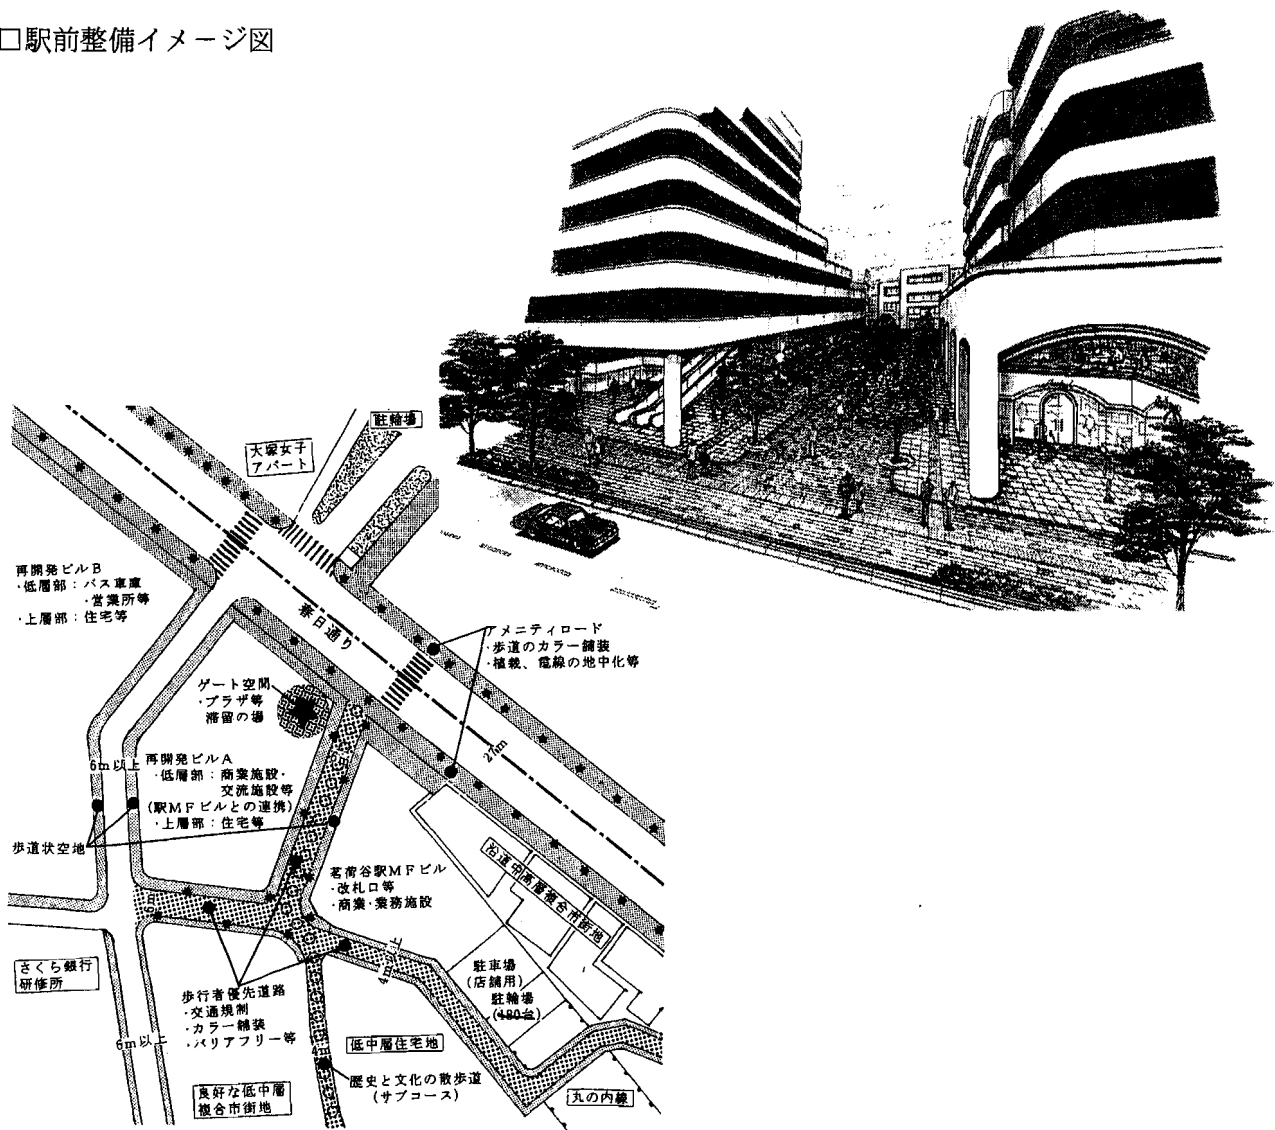 □駅前整備イメージ図
駐輪場
大塚女子
アパート
再開発ビルB
・低層部：バス車庫
・営業所等
・上層部：住宅等
春日通り
アメニティロード
・歩道のカラー舗装
・植栽、電線の地中化等
ゲート空間
・プラザ等
滞留の場
27m
6m以上
再開発ビルA
・低層部：商業施設・
交流施設等
(駅MFビルとの連携)
・上層部：住宅等
歩道状空地
茗荷谷駅MFビル
・改札口等
・商業・業務施設
沿道中高層複合市街地
6m
4m以上
さくら銀行
研修所
駐車場
(店舗用)
駐輪場
(180台)
歩行者優先道路
・交通規制
・カラー舗装
・バリアフリー等
6m以上
低中層住宅地
4m
歴史と文化の散歩道
(サブコース)
良好な低中層
複合市街地
丸の内線